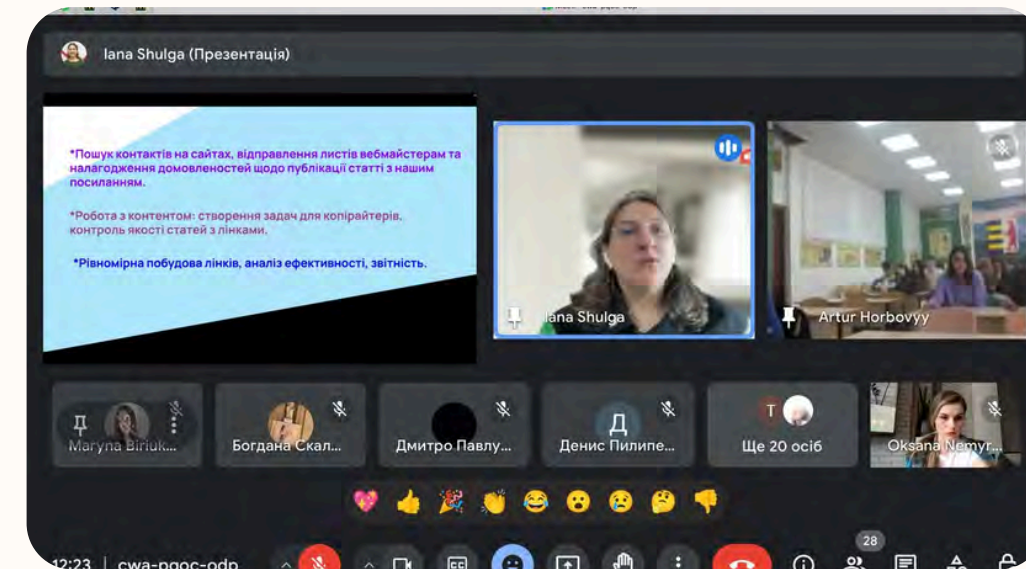 Iana Shulga (Презентація)
*Пошук контактів на сайтах, відправлення листів вебмайстерам та
налагодження домовленостей щодо публікації статті з нашим
посиланням.
*Робота з контентом: створення задач для копірайтерів,
контроль якості статей з лінками.
*Рівномірна побудова лінків, аналіз ефективності, звітність.
Iana Shulga
Artur Horbovyy
Maryna Biriuk...
Богдана Скал...
Дмитро Павлу...
Д
Денис Пилипе...
Т
Ще 20 осіб
Oksana Nemyr...
28
12:23 | cwa-pqoc-odp